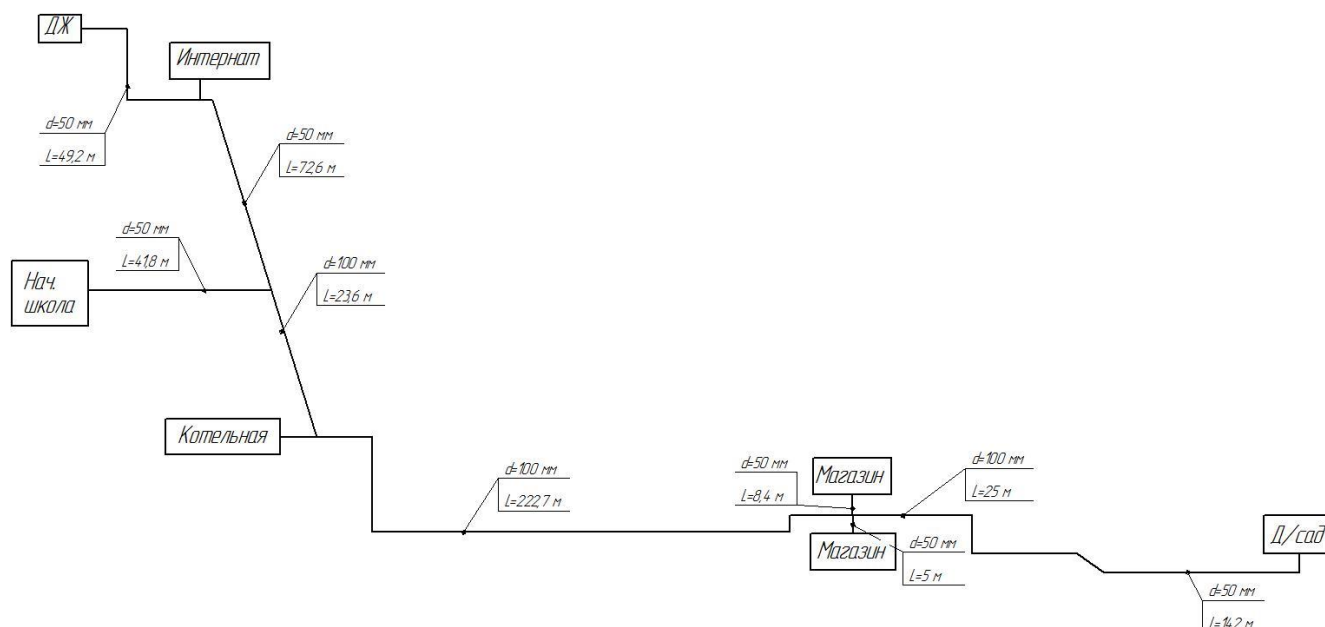 ДЖ
Интернат
d=50 мм
L=49,2 м
d=50 мм
L=72,6 м
d=50 мм
L=41,8 м
Нач.
школа
d=100 мм
L=23,6 м
Котельная
d=100 мм
L=222,7 м
d=50 мм
L=8,4 м
Магазин
d=100 мм
L=25 м
Магазин
d=50 мм
L=5 м
Д/сад
d=50 мм
L=14,2 м